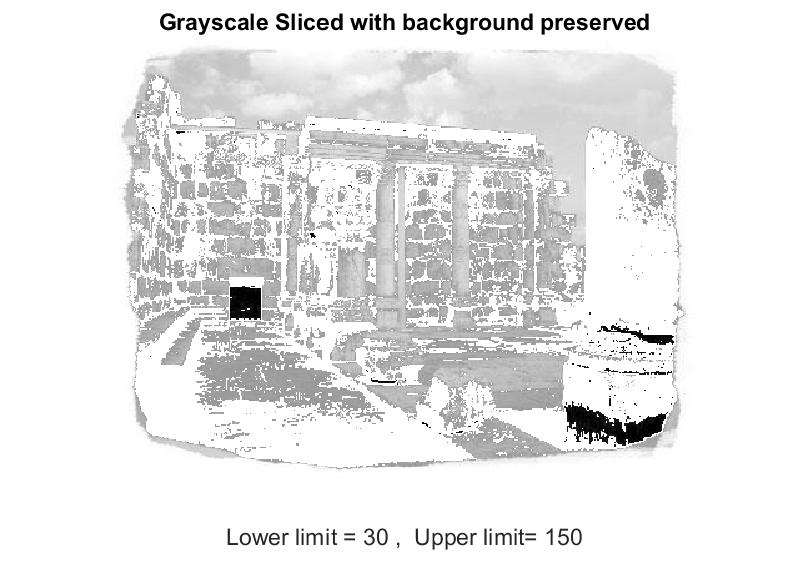 Grayscale Sliced with background preserved
Lower limit = 30 ,  Upper limit= 150